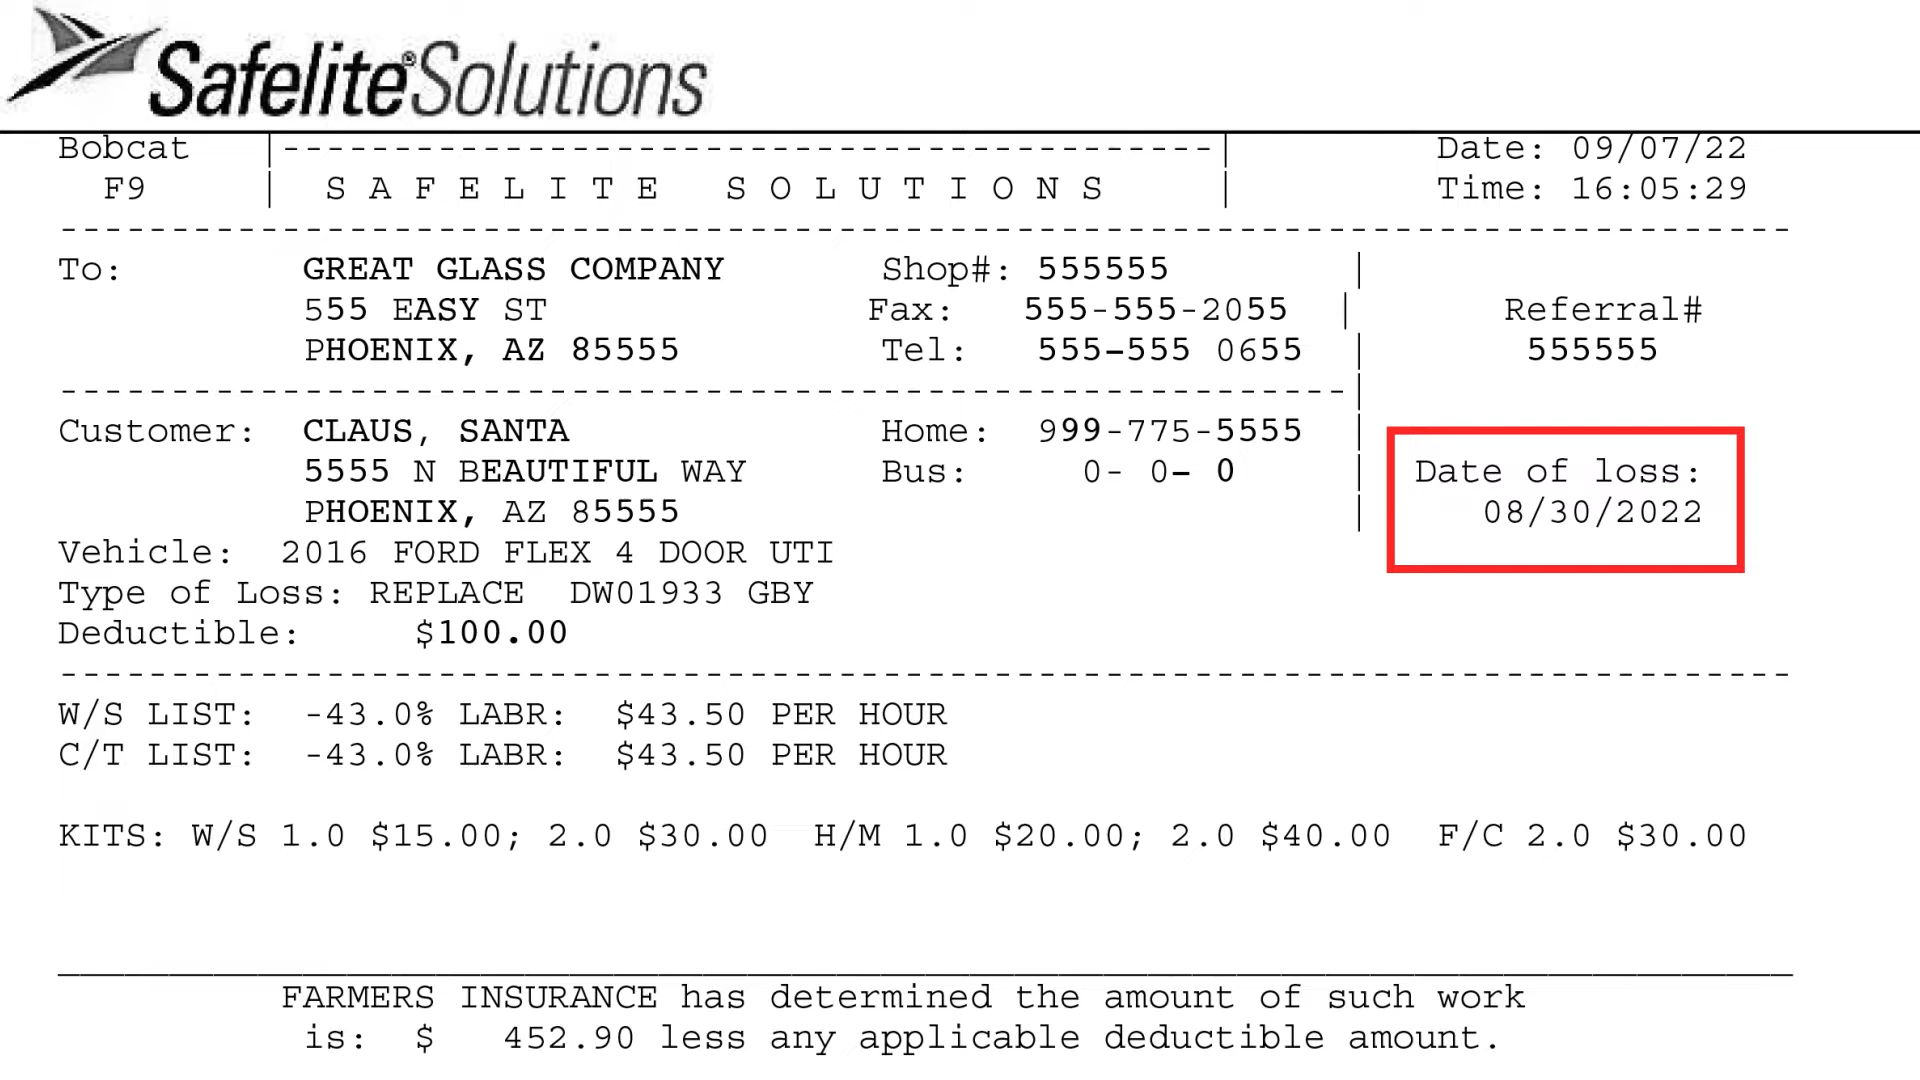 Safelite®Solutions
Bobcat |------------------------------------------| Date: 09/07/22
F9 | S A F E L I T E S O L U T I O N S | Time: 16:05:29
------------------------------------------------------------------------------
To: GREAT GLASS COMPANY Shop#: 555555 |
555 EASY ST Fax: 555-555-2055 | Referral#
PHOENIX, AZ 85555 Tel: 555-555 0655 | 555555
----------------------------------------------------------|
Customer: CLAUS, SANTA Home: 999-775-5555 |
5555 N BEAUTIFUL WAY Bus: 0- 0- 0 | Date of loss:
PHOENIX, AZ 85555 | 08/30/2022
Vehicle: 2016 FORD FLEX 4 DOOR UTI
Type of Loss: REPLACE DW01933 GBY
Deductible: $100.00
------------------------------------------------------------------------------
W/S LIST: -43.0% LABR: $43.50 PER HOUR
C/T LIST: -43.0% LABR: $43.50 PER HOUR
KITS: W/S 1.0 $15.00; 2.0 $30.00 H/M 1.0 $20.00; 2.0 $40.00 F/C 2.0 $30.00
FARMERS INSURANCE has determined the amount of such work
is: $ 452.90 less any applicable deductible amount.